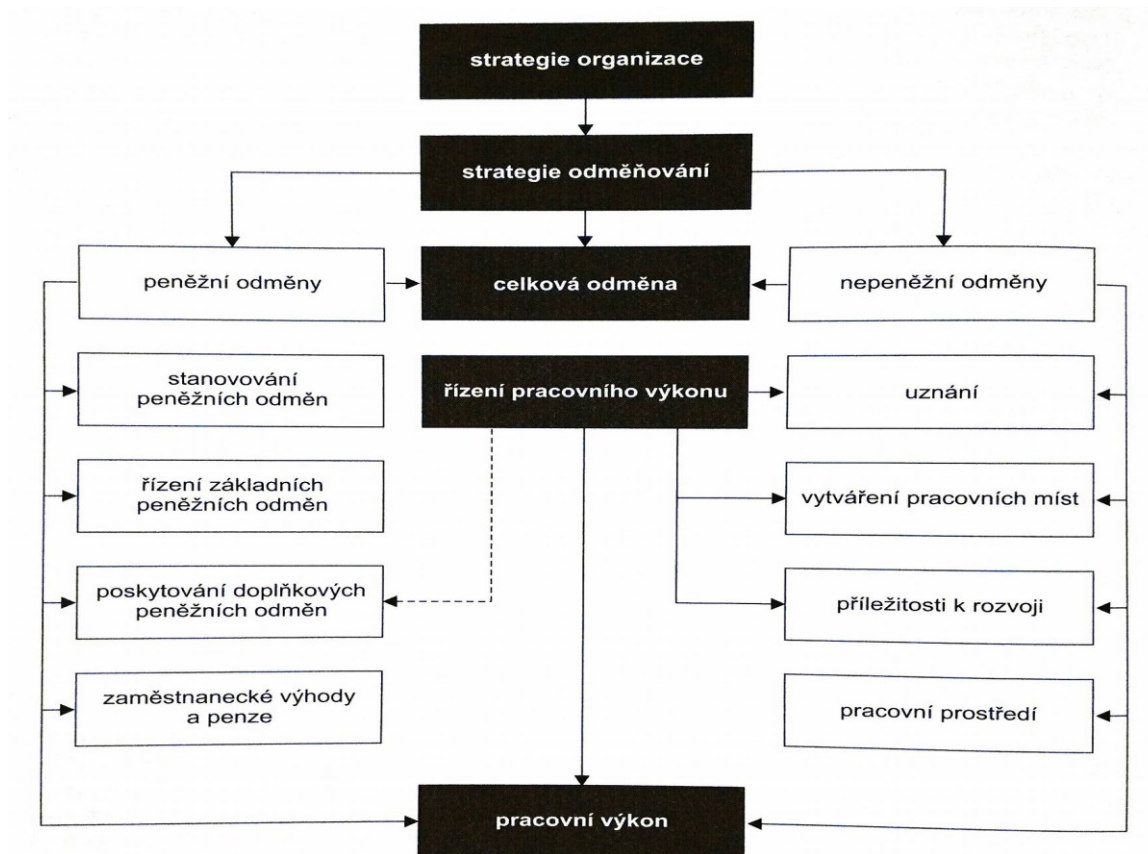 strategie organizace
strategie odměňování
peněžní odměny
celková odměna
nepeněžní odměny
stanovování
peněžních odměn
řízení pracovního výkonu
uznání
řízení základních
peněžních odměn
vytváření pracovních míst
poskytování doplňkových
peněžních odměn
příležitosti k rozvoji
zaměstnanecké výhody
a penze
pracovní prostředí
pracovní výkon